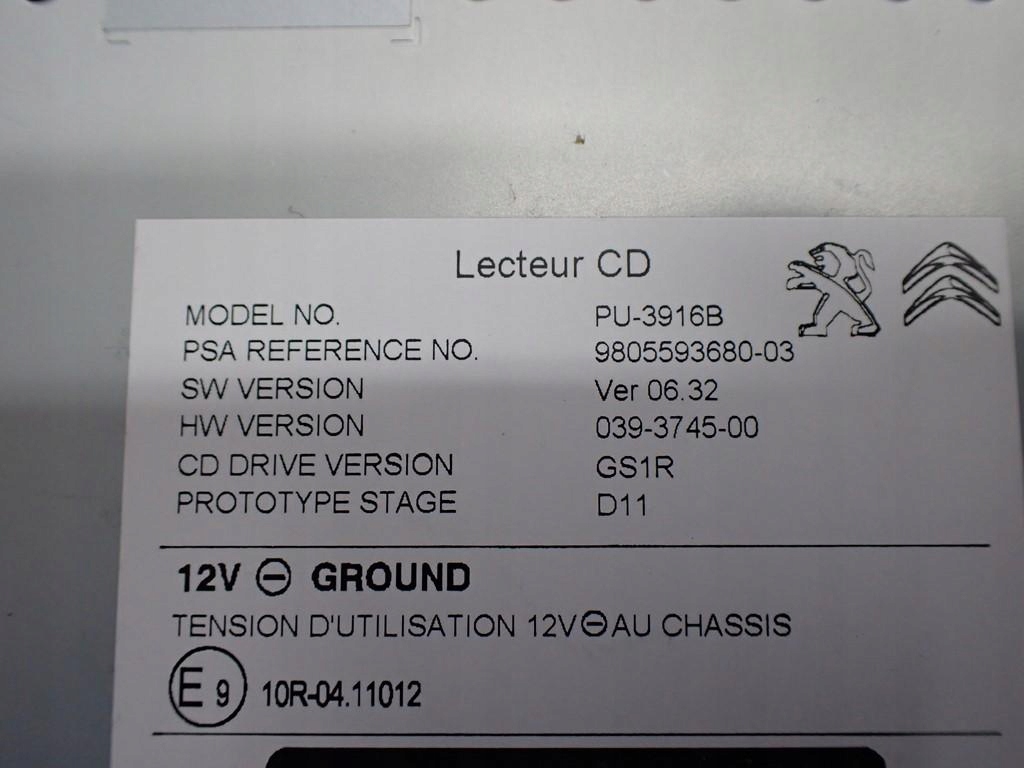 Lecteur CD
MODEL NO. PU-3916B
PSA REFERENCE NO. 9805593680-03
SW VERSION Ver 06.32
HW VERSION 039-3745-00
CD DRIVE VERSION GS1R
PROTOTYPE STAGE D11
12V ⊖ GROUND
TENSION D'UTILISATION 12V⊖AU CHASSIS
E9 10R-04.11012